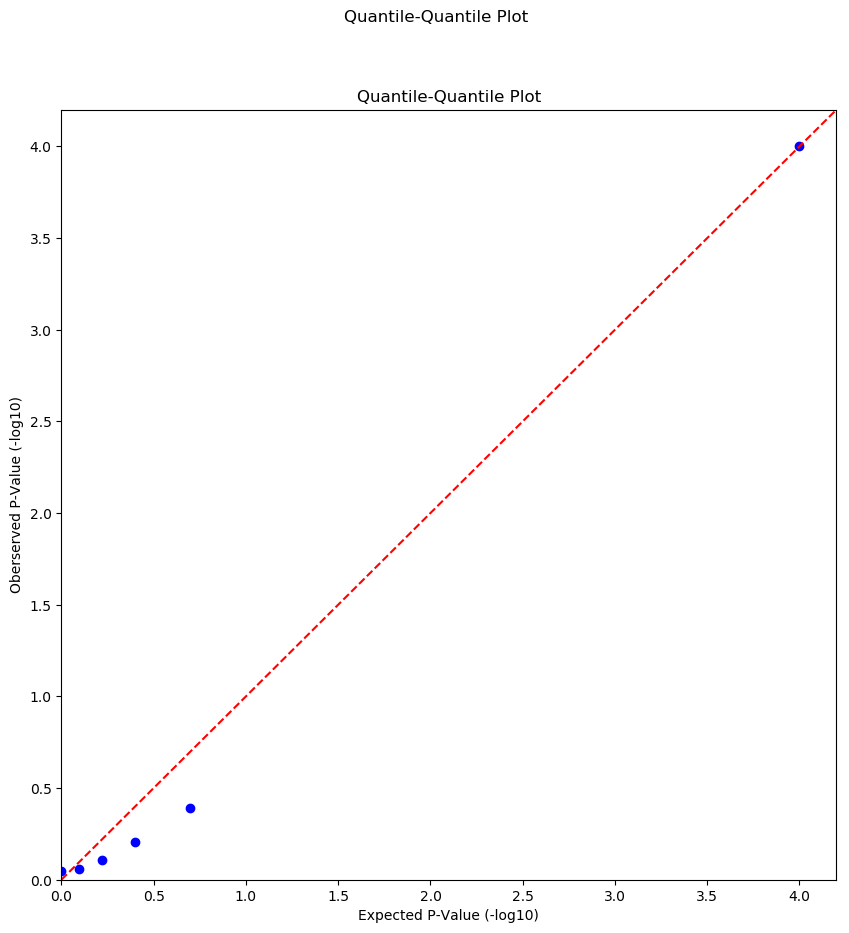 Quantile-Quantile Plot
Quantile-Quantile Plot
4.0
3.5
3.0
2.5
2.0
1.5
1.0
0.5
0.0
Oberserved P-Value (-log10)
0.0 0.5 1.0 1.5 2.0 2.5 3.0 3.5 4.0
Expected P-Value (-log10)